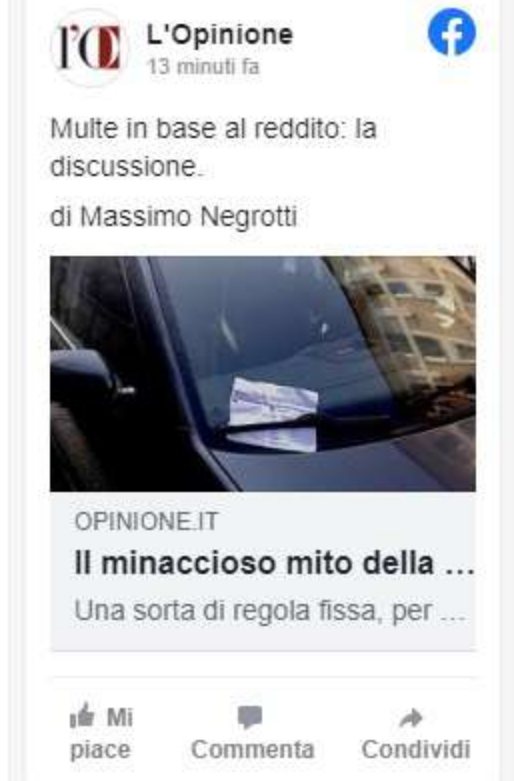 l'O
L'Opinione
13 minuti fa
Multe in base al reddito: la
discussione.
di Massimo Negrotti
OPINIONE.IT
Il minaccioso mito della ...
Una sorta di regola fissa, per ...
Mi
piace
Commenta
Condividi